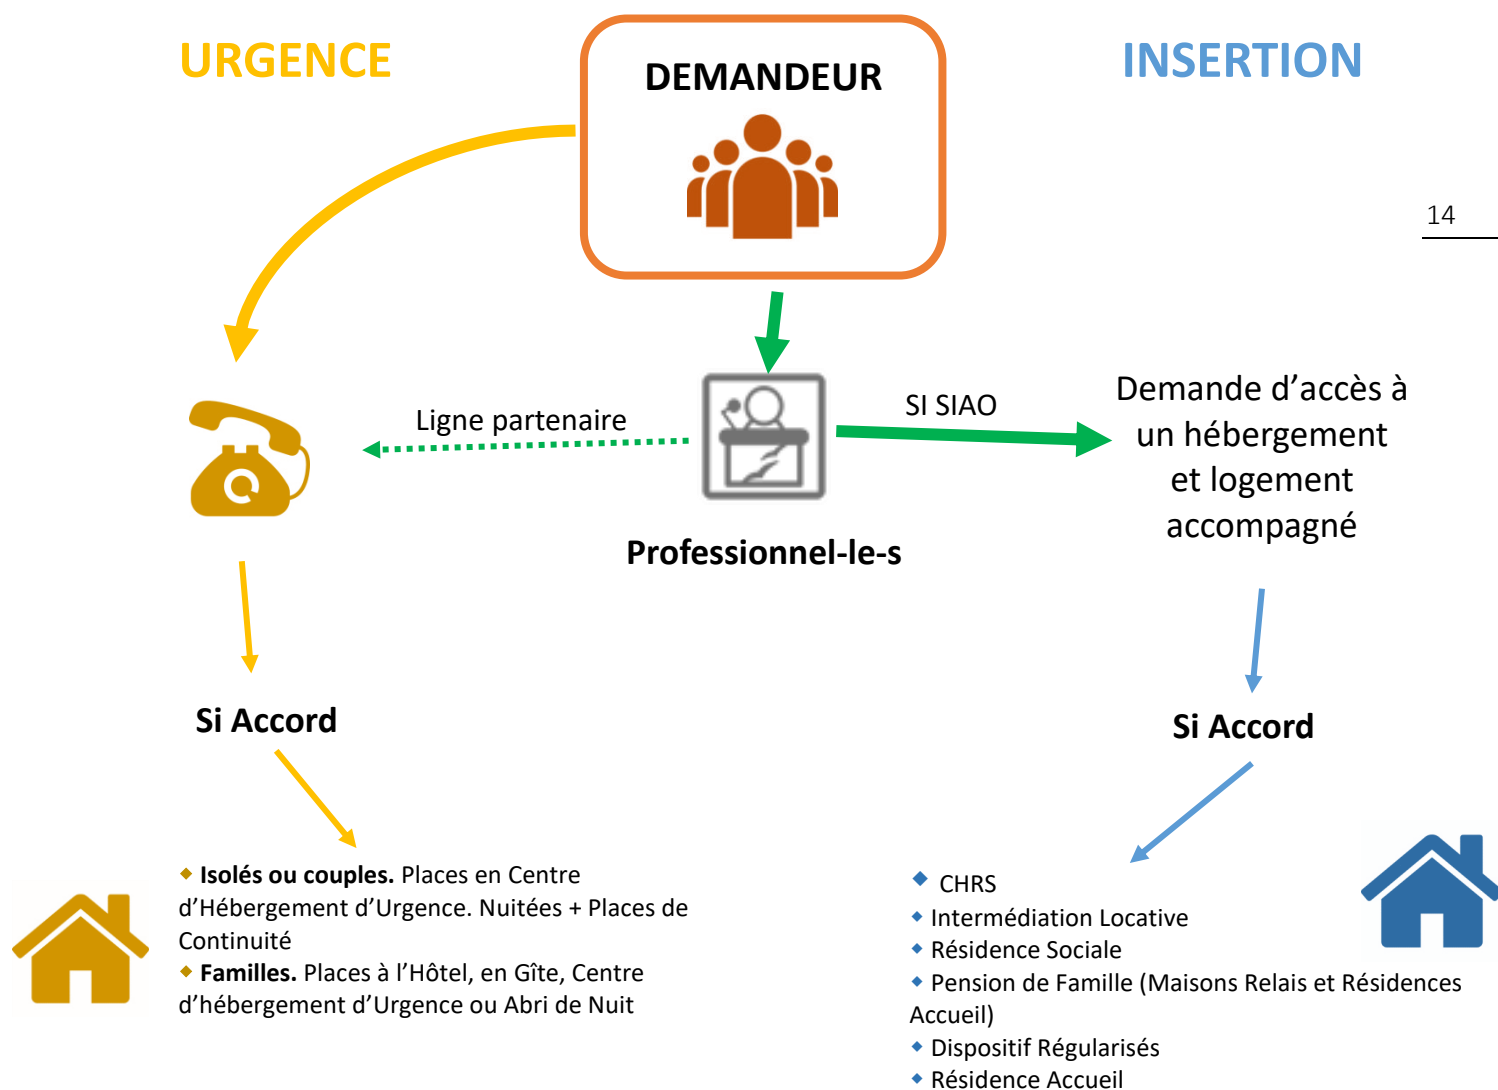 URGENCE
DEMANDEUR
INSERTION
14
Ligne partenaire
SI SIAO
Demande d’accès à
un hébergement
et logement
accompagné
Professionnel-le-s
Si Accord
Si Accord
◆ Isolés ou couples. Places en Centre
d’Hébergement d’Urgence. Nuitées + Places de
Continuité
◆ Familles. Places à l’Hôtel, en Gîte, Centre
d’hébergement d’Urgence ou Abri de Nuit
◆ CHRS
◆ Intermédiation Locative
◆ Résidence Sociale
◆ Pension de Famille (Maisons Relais et Résidences
Accueil)
◆ Dispositif Régularisés
◆ Résidence Accueil